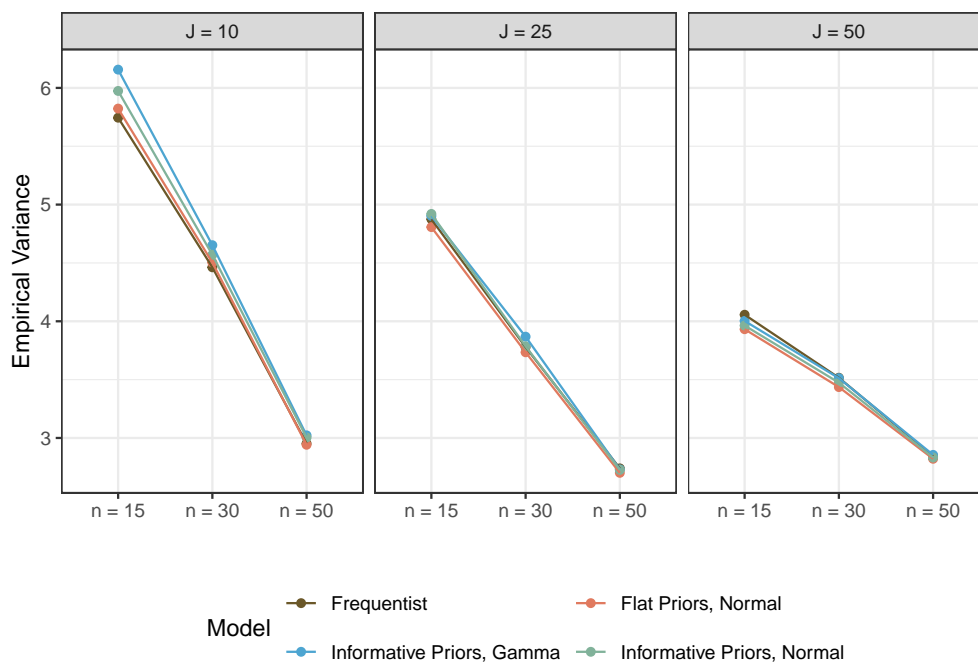 J = 10
J = 25
J = 50
Empirical Variance
6
5
4
3
n = 15
n = 30
n = 50
n = 15
n = 30
n = 50
n = 15
n = 30
n = 50
Model
Frequentist
Flat Priors, Normal
Informative Priors, Gamma
Informative Priors, Normal